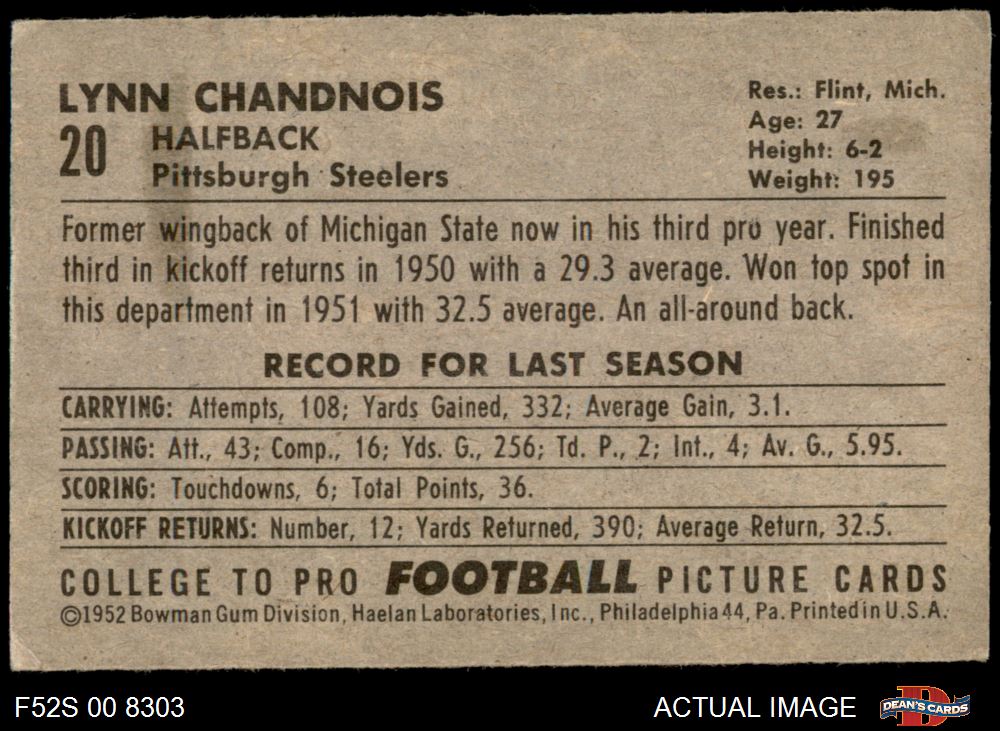 LYNN CHANDNOIS
20 HALFBACK
Pittsburgh Steelers
Res.: Flint, Mich.
Age: 27
Height: 6-2
Weight: 195
Former wingback of Michigan State now in his third pro year. Finished
third in kickoff returns in 1950 with a 29.3 average. Won top spot in
this department in 1951 with 32.5 average. An all-around back.
RECORD FOR LAST SEASON
CARRYING: Attempts, 108; Yards Gained, 332; Average Gain, 3.1.
PASSING: Att., 43; Comp., 16; Yds. G., 256; Td. P., 2; Int., 4; Av. G., 5.95.
SCORING: Touchdowns, 6; Total Points, 36.
KICKOFF RETURNS: Number, 12; Yards Returned, 390; Average Return, 32.5.
COLLEGE TO PRO FOOTBALL PICTURE CARDS
©1952 Bowman Gum Division, Haelan Laboratories, Inc., Philadelphia 44, Pa. Printed in U.S.A.
F52S 00 8303
ACTUAL IMAGE
DEAN'S CARDS